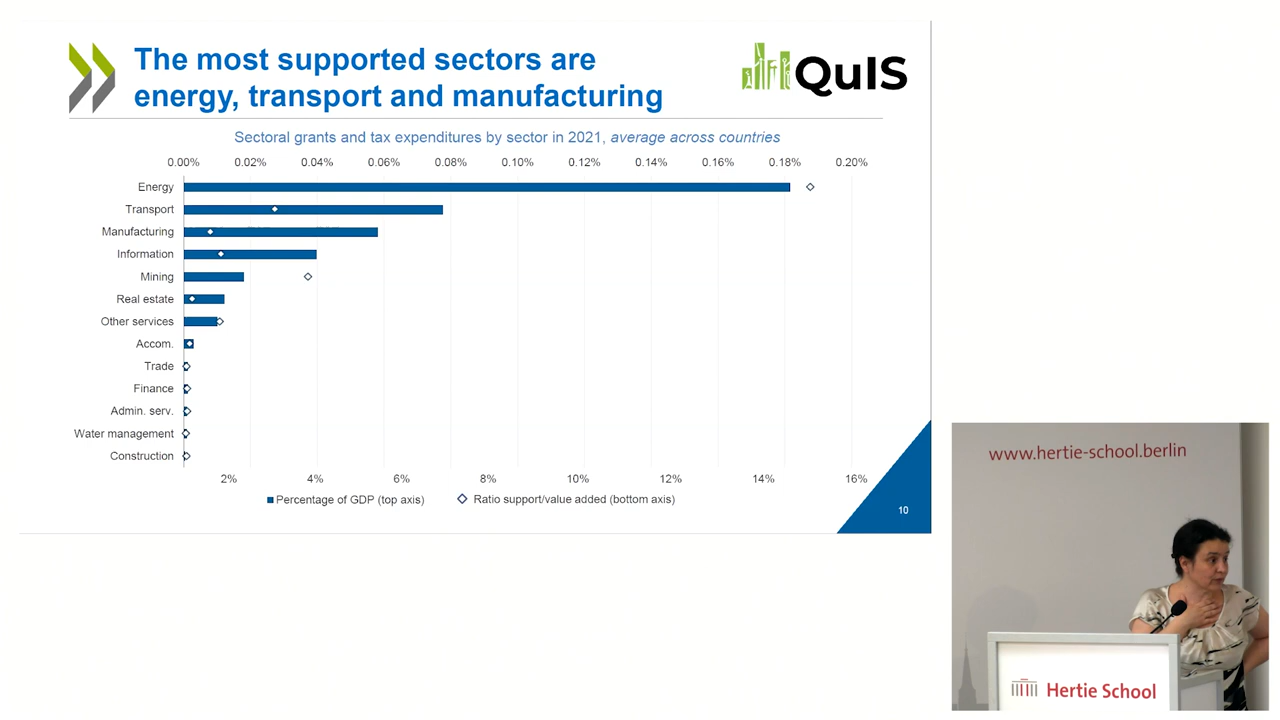 The most supported sectors are
energy, transport and manufacturing
QuIS
Sectoral grants and tax expenditures by sector in 2021, average across countries
0.00% 0.02% 0.04% 0.06% 0.08% 0.10% 0.12% 0.14% 0.16% 0.18% 0.20%
Energy
Transport
Manufacturing
Information
Mining
Real estate
Other services
Accom.
Trade
Finance
Admin. serv.
Water management
Construction
2% 4% 6% 8% 10% 12% 14% 16%
Percentage of GDP (top axis) Ratio support/value added (bottom axis)
10
www.hertie-school.berlin
Hertie School